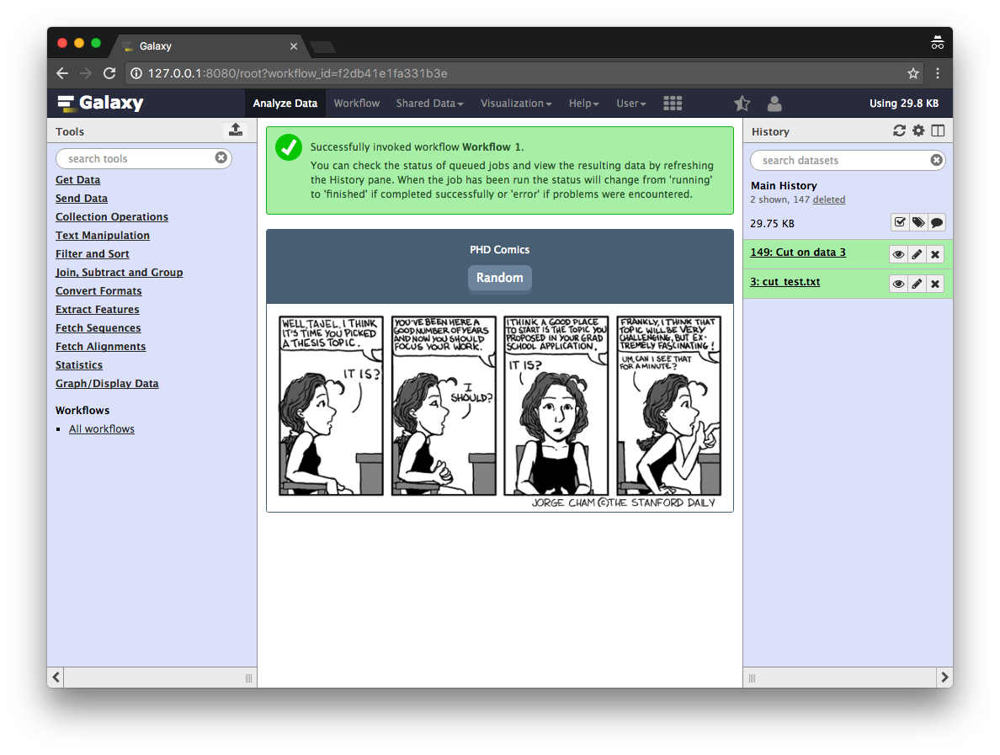 Galaxy
127.0.0.1:8080/root?workflow_id=f2db41e1fa331b3e
Galaxy
Analyze Data
Workflow
Shared Data
Visualization
Help
User
Using 29.8 KB
Tools
search tools
Get Data
Send Data
Collection Operations
Text Manipulation
Filter and Sort
Join, Subtract and Group
Convert Formats
Extract Features
Fetch Sequences
Fetch Alignments
Statistics
Graph/Display Data
Workflows
All workflows
Successfully invoked workflow Workflow 1.
You can check the status of queued jobs and view the resulting data by refreshing
the History pane. When the job has been run the status will change from 'running'
to 'finished' if completed successfully or 'error' if problems were encountered.
PHD Comics
Random
WELL, TAJEL, I THINK
IT'S TIME YOU PICKED
A THESIS TOPIC.
IT IS?
YOU'VE BEEN HERE A
GOOD NUMBER OF YEARS
AND NOW YOU SHOULD
FOCUS YOUR WORK.
I
SHOULD?
I THINK A GOOD PLACE
TO START IS THE TOPIC YOU
PROPOSED IN YOUR GRAD
SCHOOL APPLICATION.
IT IS?
FRANKLY, I THINK THAT
TOPIC WILL BE VERY
CHALLENGING, BUT EX-
TREMELY FASCINATING!
UM, CAN I SEE THAT
FOR A MINUTE?
JORGE CHAM ©THE STANFORD DAILY
History
search datasets
Main History
2 shown, 147 deleted
29.75 KB
149: Cut on data 3
3: cut_test.txt